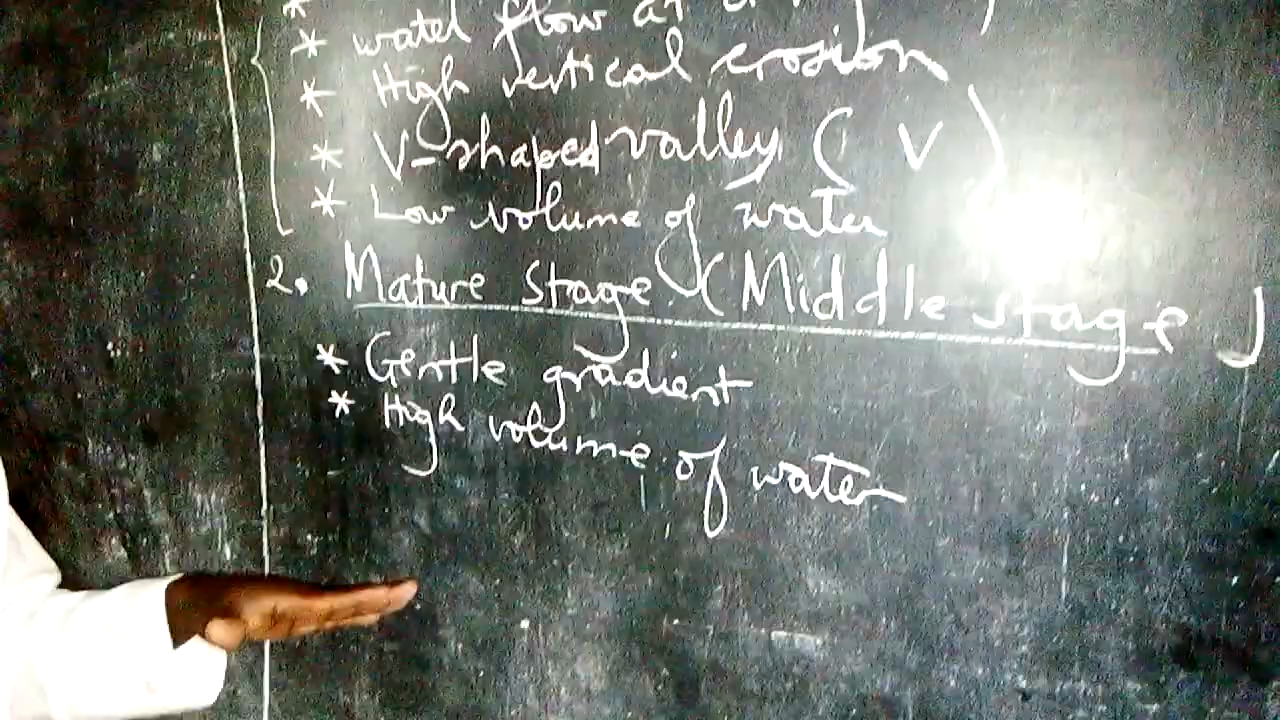 *
* water flow at a
* High vertical erosion
* V-shaped valley ( V )
* Low volume of water
2. Mature stage. (Middle stage)
* Gentle gradient
* High volume of water